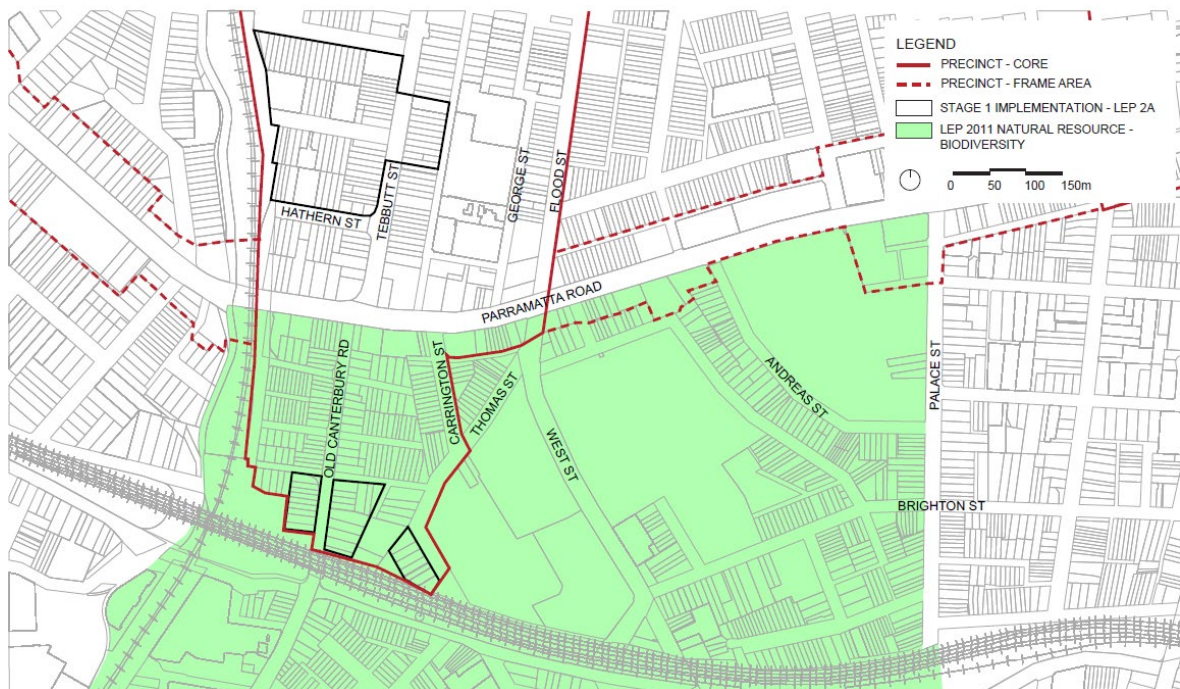 LEGEND
PRECINCT - CORE
PRECINCT - FRAME AREA
STAGE 1 IMPLEMENTATION - LEP 2A
LEP 2011 NATURAL RESOURCE -
BIODIVERSITY
0 50 100 150m
HATHERN ST
TEBBUTT ST
GEORGE ST
FLOOD ST
PARRAMATTA ROAD
OLD CANTERBURY RD
CARRINGTON ST
THOMAS ST
WEST ST
ANDREAS ST
PALACE ST
BRIGHTON ST